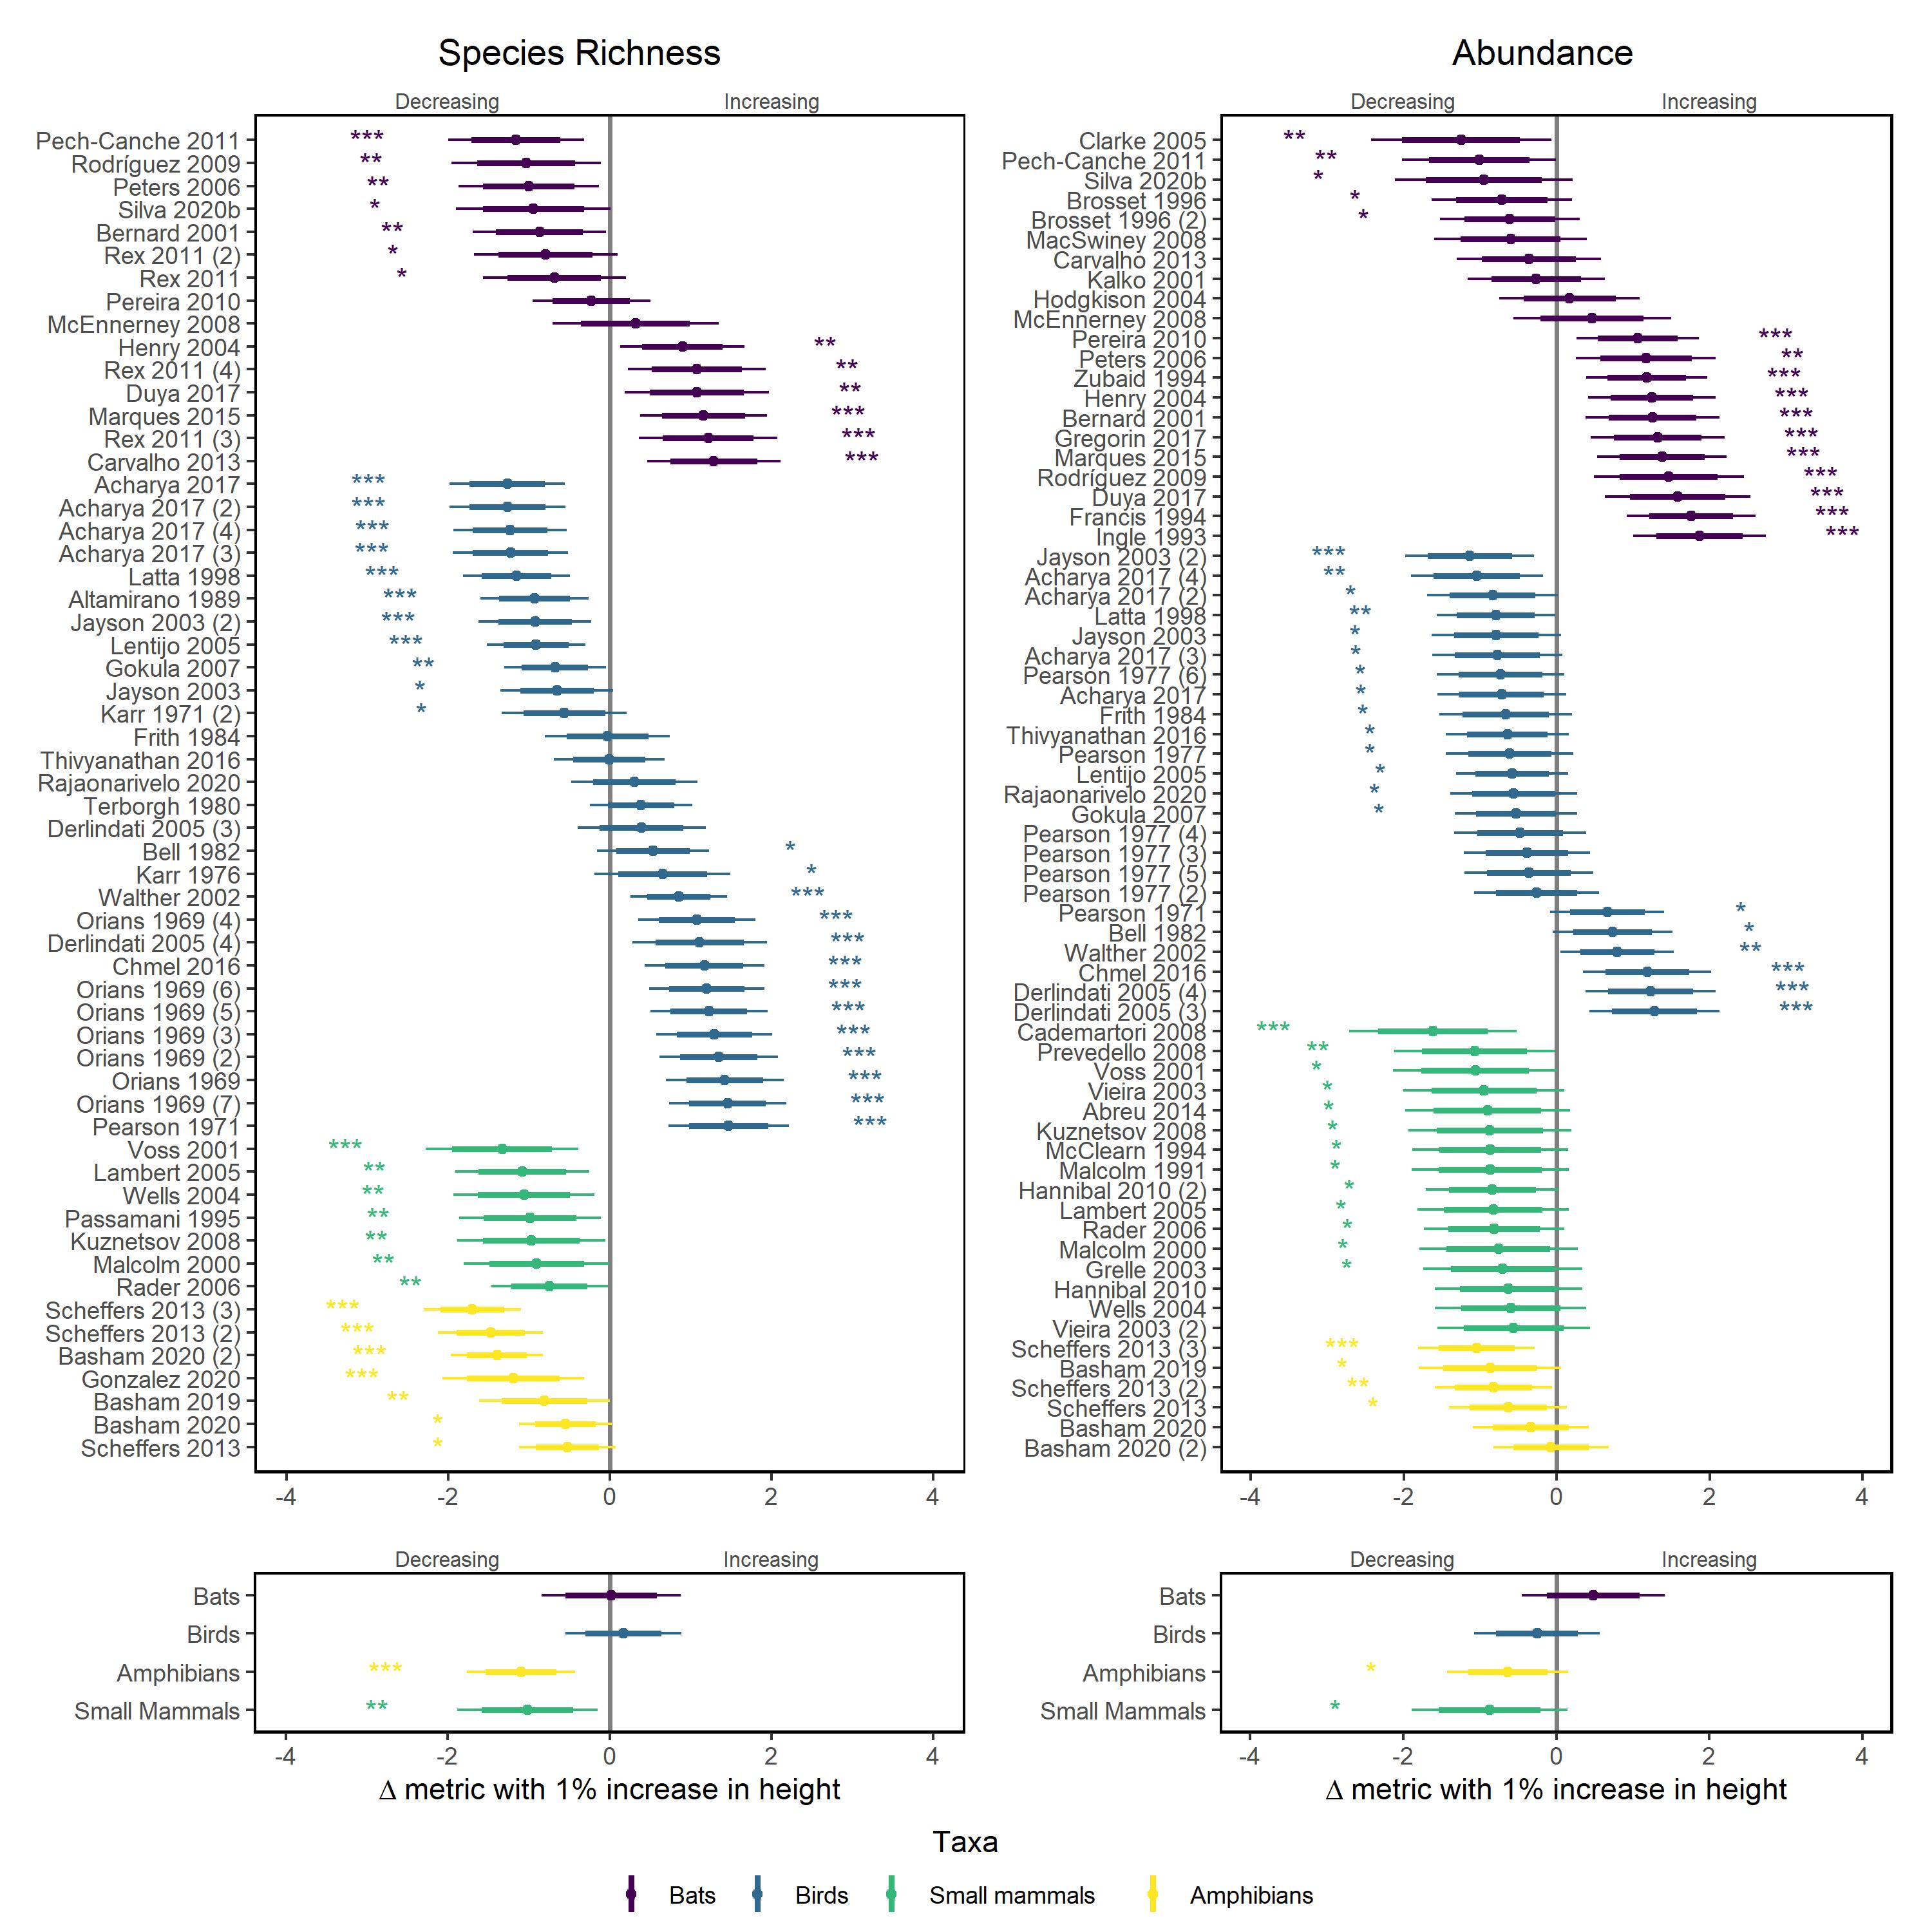 Species Richness
Decreasing Increasing
Pech-Canche 2011 ***
Rodríguez 2009 **
Peters 2006 **
Silva 2020b *
Bernard 2001 **
Rex 2011 (2) *
Rex 2011 *
Pereira 2010
McEnnerney 2008
Henry 2004 **
Rex 2011 (4) **
Duya 2017 **
Marques 2015 ***
Rex 2011 (3) ***
Carvalho 2013 ***
Acharya 2017 ***
Acharya 2017 (2) ***
Acharya 2017 (4) ***
Acharya 2017 (3) ***
Latta 1998 ***
Altamirano 1989 ***
Jayson 2003 (2) ***
Lentijo 2005 ***
Gokula 2007 **
Jayson 2003 *
Karr 1971 (2) *
Frith 1984
Thivyanathan 2016
Rajaonarivelo 2020
Terborgh 1980
Derlindati 2005 (3)
Bell 1982 *
Karr 1976 *
Walther 2002 ***
Orians 1969 (4) ***
Derlindati 2005 (4) ***
Chmel 2016 ***
Orians 1969 (6) ***
Orians 1969 (5) ***
Orians 1969 (3) ***
Orians 1969 (2) ***
Orians 1969 ***
Orians 1969 (7) ***
Pearson 1971 ***
Voss 2001 ***
Lambert 2005 **
Wells 2004 **
Passamani 1995 **
Kuznetsov 2008 **
Malcolm 2000 **
Rader 2006 **
Scheffers 2013 (3) ***
Scheffers 2013 (2) ***
Basham 2020 (2) ***
Gonzalez 2020 ***
Basham 2019 **
Basham 2020 *
Scheffers 2013 *
-4 -2 0 2 4
Abundance
Decreasing Increasing
Clarke 2005 **
Pech-Canche 2011 **
Silva 2020b *
Brosset 1996 *
Brosset 1996 (2) *
MacSwiney 2008
Carvalho 2013
Kalko 2001
Hodgkison 2004
McEnnerney 2008
Pereira 2010 ***
Peters 2006 **
Zubaid 1994 ***
Henry 2004 ***
Bernard 2001 ***
Gregorin 2017 ***
Marques 2015 ***
Rodríguez 2009 ***
Duya 2017 ***
Francis 1994 ***
Ingle 1993 ***
Jayson 2003 (2) ***
Acharya 2017 (4) **
Acharya 2017 (2) *
Latta 1998 **
Jayson 2003 *
Acharya 2017 (3) *
Pearson 1977 (6) *
Acharya 2017 *
Frith 1984 *
Thivyanathan 2016 *
Pearson 1977 *
Lentijo 2005 *
Rajaonarivelo 2020 *
Gokula 2007 *
Pearson 1977 (4)
Pearson 1977 (3)
Pearson 1977 (5)
Pearson 1977 (2)
Pearson 1971 *
Bell 1982 *
Walther 2002 **
Chmel 2016 ***
Derlindati 2005 (4) ***
Derlindati 2005 (3) ***
Cademartori 2008 ***
Prevedello 2008 **
Voss 2001 *
Vieira 2003 *
Abreu 2014 *
Kuznetsov 2008 *
McClearn 1994 *
Malcolm 1991 *
Hannibal 2010 (2) *
Lambert 2005 *
Rader 2006 *
Malcolm 2000 *
Grelle 2003 *
Hannibal 2010
Wells 2004
Vieira 2003 (2)
Scheffers 2013 (3) ***
Basham 2019 *
Scheffers 2013 (2) **
Scheffers 2013 *
Basham 2020
Basham 2020 (2)
-4 -2 0 2 4
Decreasing Increasing
Bats
Birds
Amphibians ***
Small Mammals **
-4 -2 0 2 4
Δ metric with 1% increase in height
Decreasing Increasing
Bats
Birds
Amphibians *
Small Mammals *
-4 -2 0 2 4
Δ metric with 1% increase in height
Taxa
Bats Birds Small mammals Amphibians